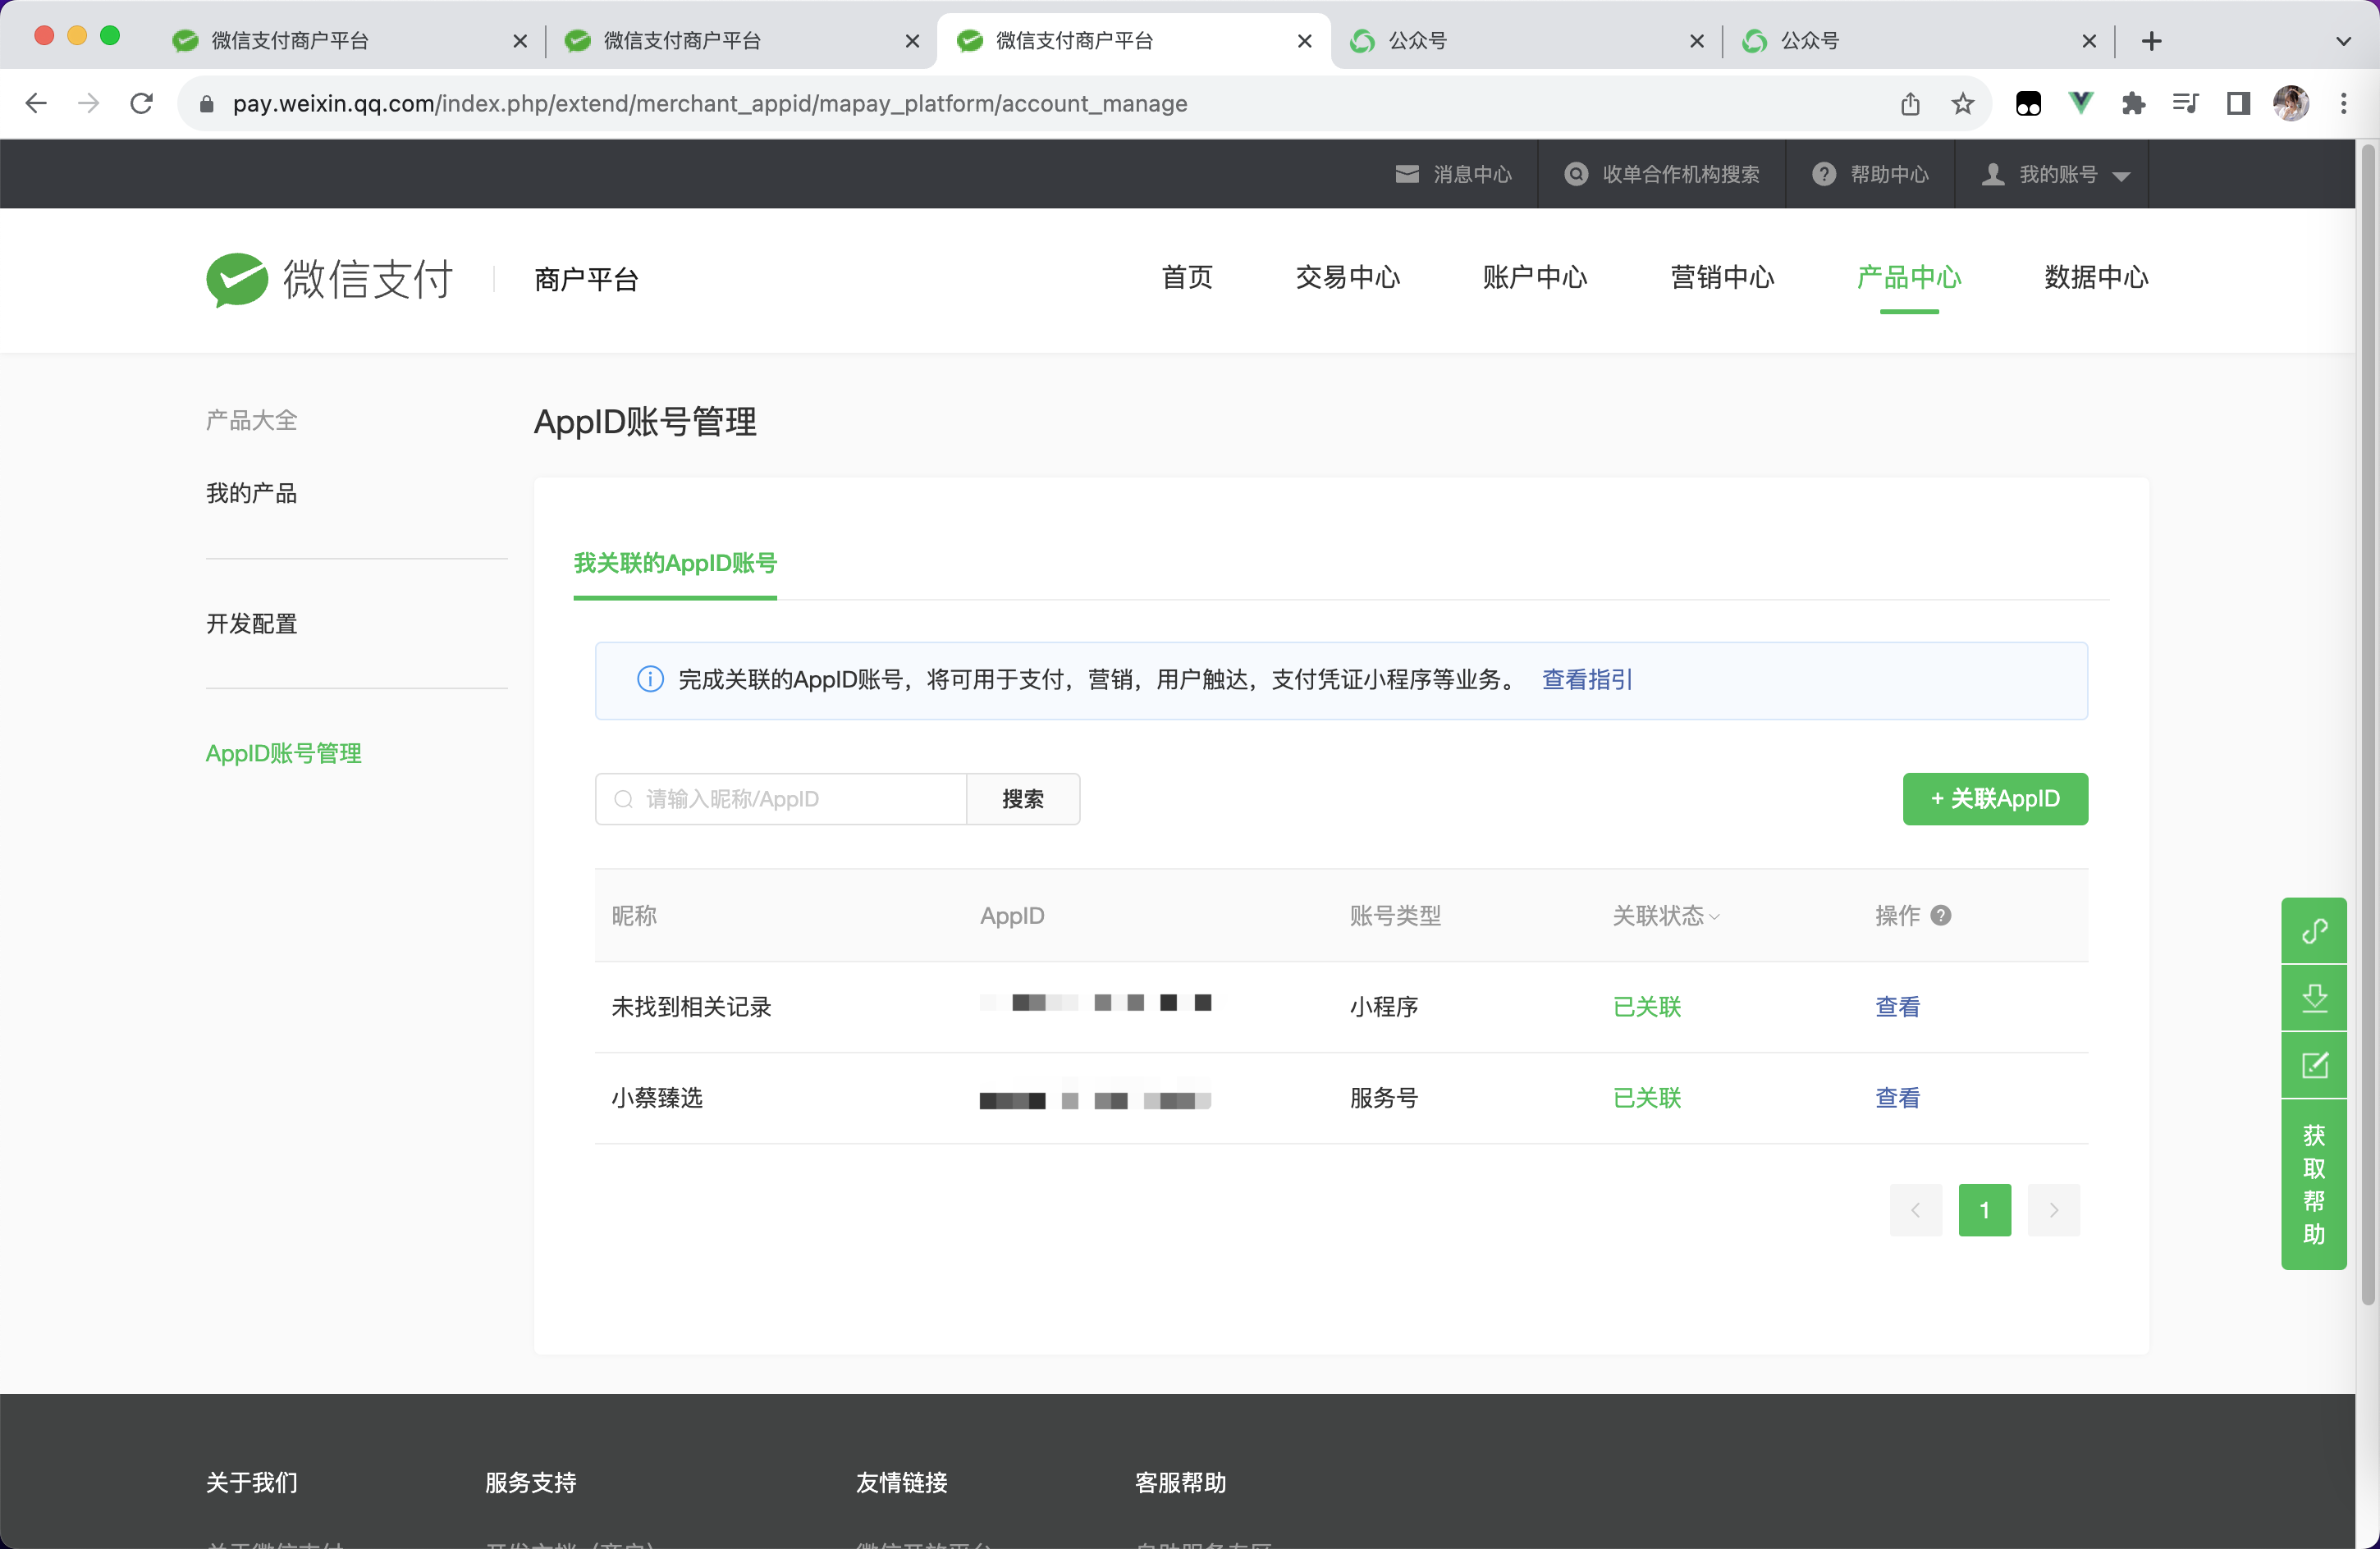 微信支付商户平台
微信支付商户平台
微信支付商户平台
公众号
公众号
pay.weixin.qq.com/index.php/extend/merchant_appid/mapay_platform/account_manage
消息中心
收单合作机构搜索
帮助中心
我的账号
微信支付
商户平台
首页
交易中心
账户中心
营销中心
产品中心
数据中心
产品大全
我的产品
开发配置
AppID账号管理
AppID账号管理
我关联的AppID账号
完成关联的AppID账号，将可用于支付，营销，用户触达，支付凭证小程序等业务。 查看指引
请输入昵称/AppID
搜索
+ 关联AppID
昵称 AppID 账号类型 关联状态 操作
未找到相关记录 小程序 已关联 查看
小蔡臻选 服务号 已关联 查看
1
获
取
帮
助
关于我们
服务支持
友情链接
客服帮助